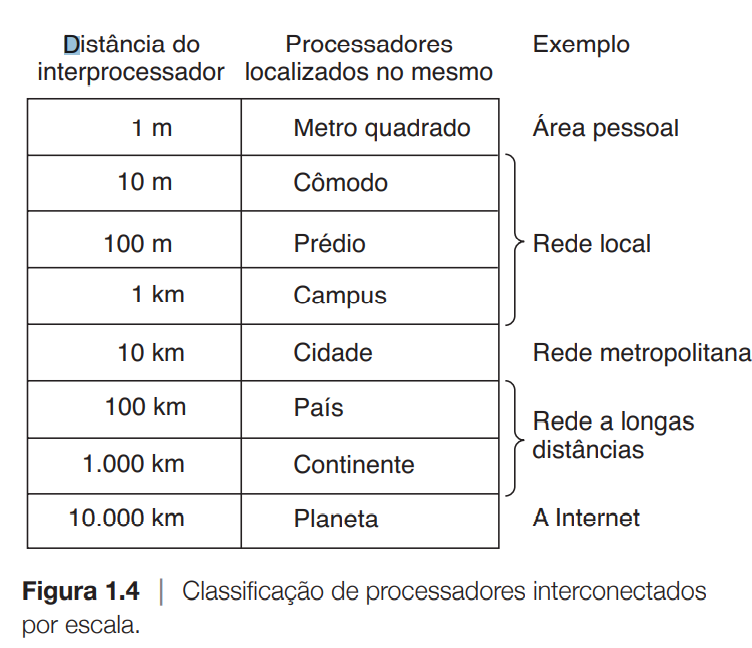 Distância do interprocessador
Processadores localizados no mesmo
Exemplo
1 m Metro quadrado Área pessoal
10 m Cômodo
100 m Prédio Rede local
1 km Campus
10 km Cidade Rede metropolitana
100 km País
Rede a longas distâncias
1.000 km Continente
10.000 km Planeta A Internet
Figura 1.4 | Classificação de processadores interconectados
por escala.